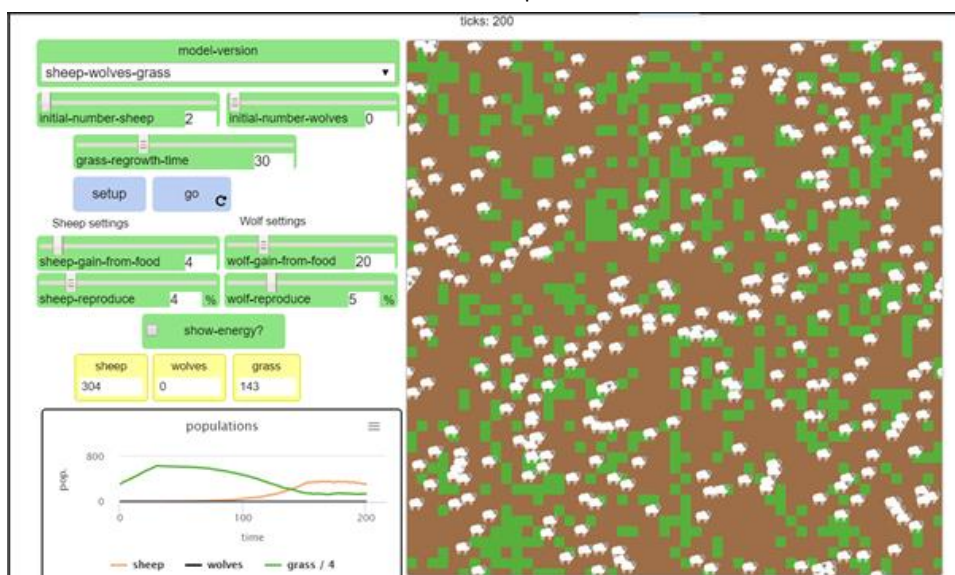 ticks: 200
model-version
sheep-wolves-grass
initial-number-sheep 2
initial-number-wolves 0
grass-regrowth-time 30
setup
go
Sheep settings
Wolf settings
sheep-gain-from-food 4
wolf-gain-from-food 20
sheep-reproduce 4 %
wolf-reproduce 5 %
show-energy?
sheep
wolves
grass
304
0
143
populations
800
pop.
0
0
100
200
time
sheep
wolves
grass / 4